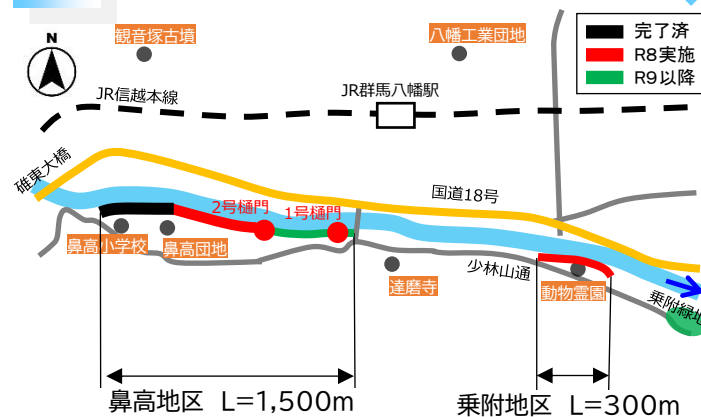 N
観音塚古墳
八幡工業団地
完了済
R8実施
R9以降
JR信越本線
JR群馬八幡駅
碓東大橋
国道18号
2号樋門
1号樋門
鼻高小学校
鼻高団地
達磨寺
少林山通
動物霊園
乗附緑地
鼻高地区 L=1,500m
乗附地区 L=300m